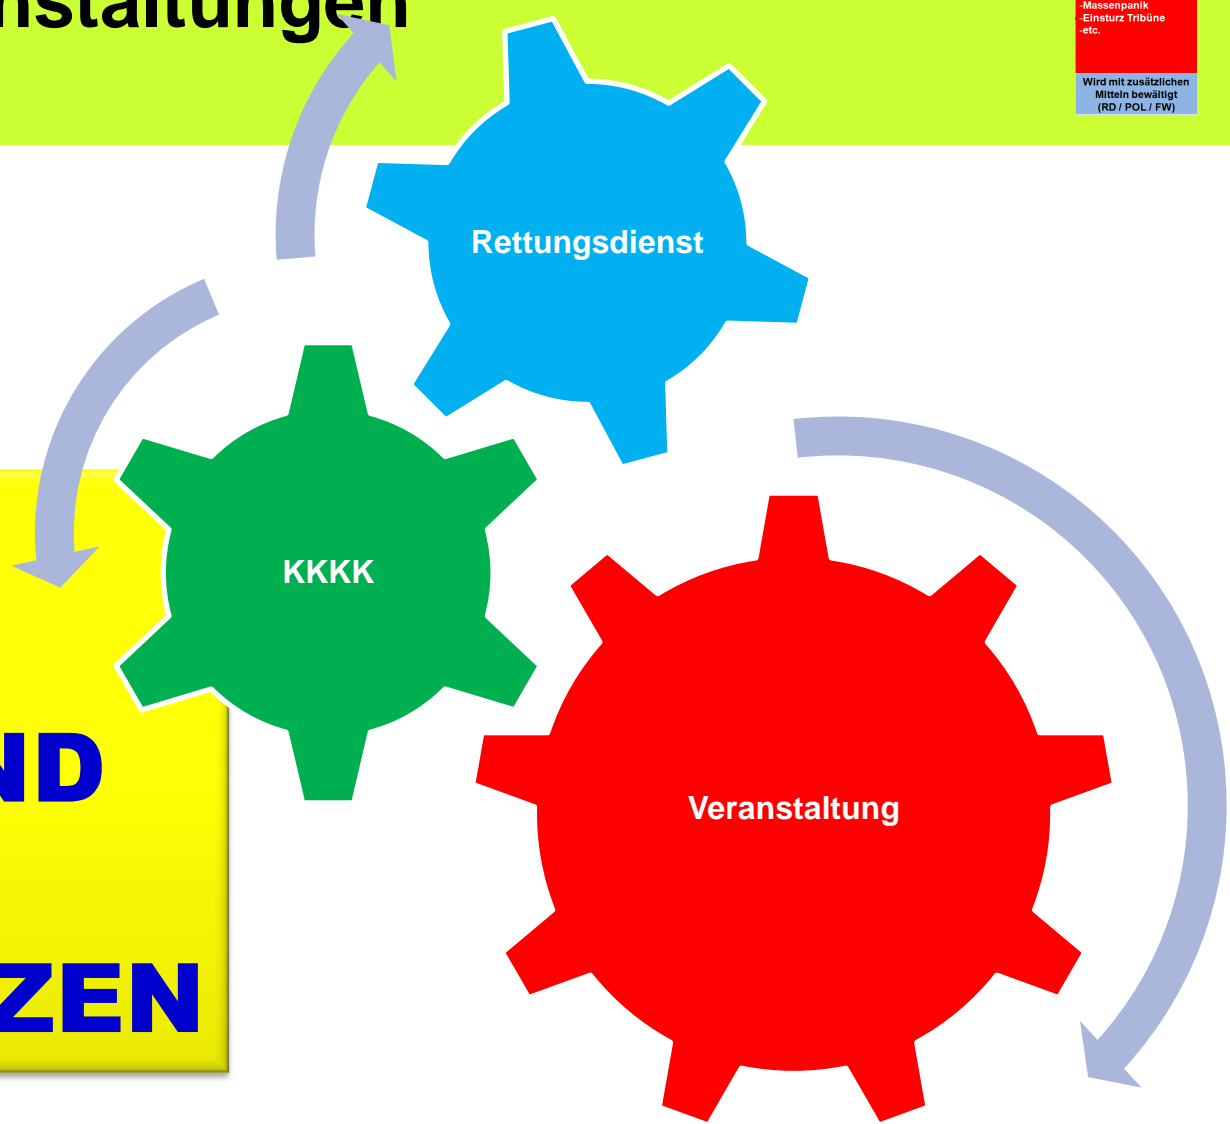 nstaltungen
-Massenpanik
-Einsturz Tribüne
-etc.
Wird mit zusätzlichen
Mitteln bewältigt
(RD / POL / FW)
Rettungsdienst
KKKK
Veranstaltung
ND
ZEN